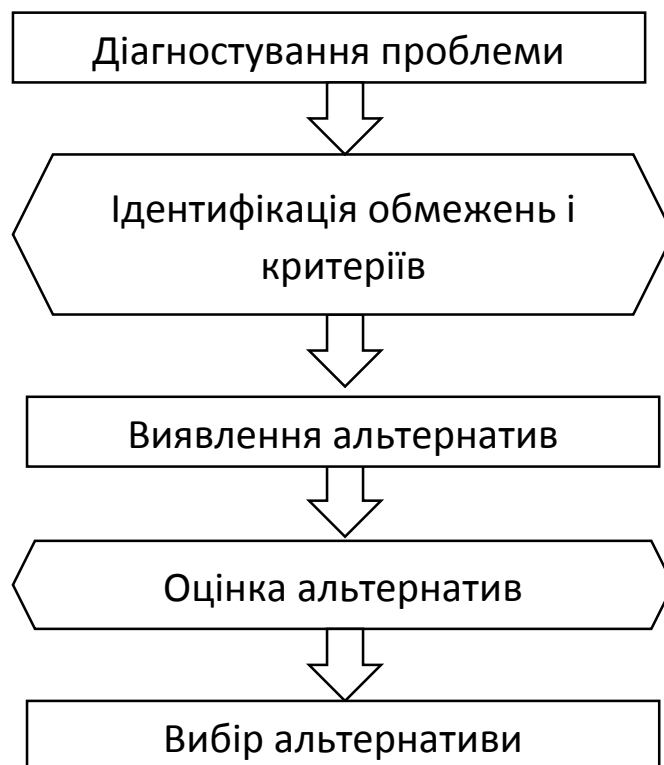 Діагностування проблеми
Ідентифікація обмежень і
критеріїв
Виявлення альтернатив
Оцінка альтернатив
Вибір альтернативи